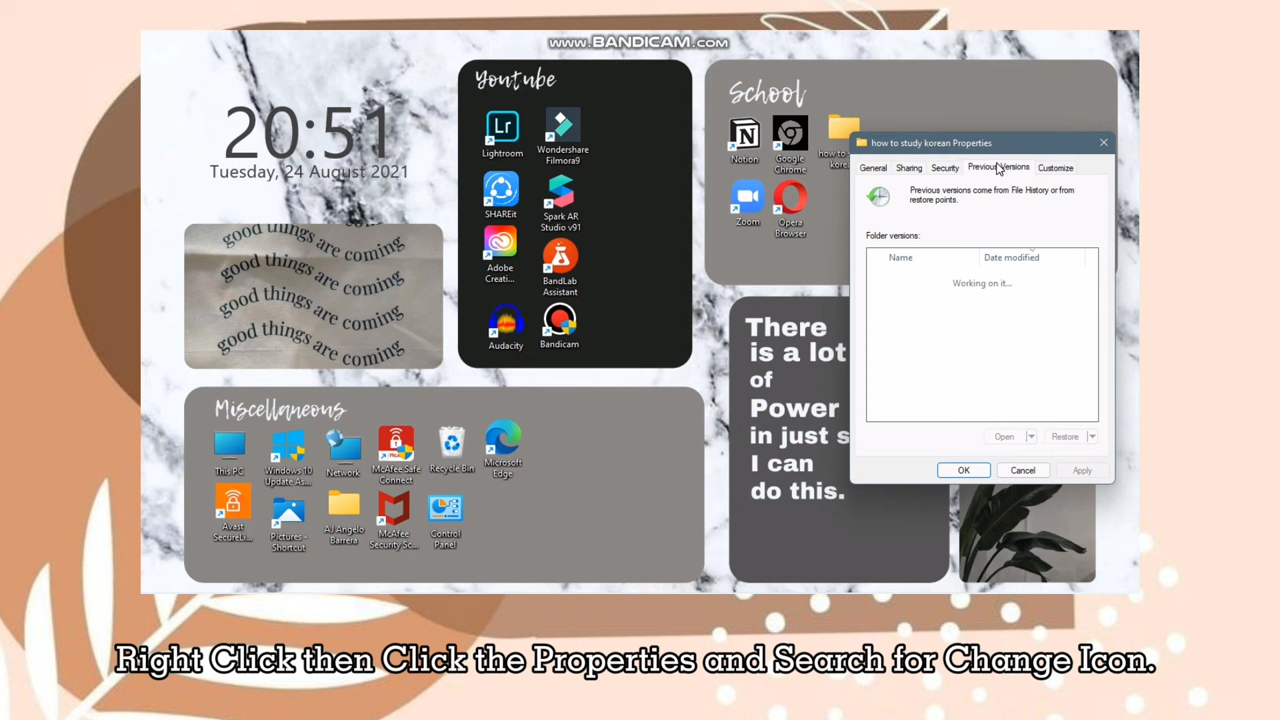 www.BANDICAM.com
20:51
Tuesday, 24 August 2021
good things are coming
good things are coming
good things are coming
good things are coming
Youtube
Lr
Lightroom
Wondershare
Filmora9
SHAREit
Spark AR
Studio v91
Adobe
Creati...
BandLab
Assistant
Audacity
Bandicam
School
Notion
Google
Chrome
how-to
kore
Zoom
Opera
Browser
how to study korean Properties
General
Sharing
Security
Previous Versions
Customize
Previous versions come from File History or from
restore points.
Folder versions:
Name
Date modified
Working on it...
Open
Restore
OK
Cancel
Apply
There
is a lot
of
Power
in just s
I can
do this.
Miscellaneous
This PC
Windows 10
Update As...
Network
McAfee Safe
Connect
Recycle Bin
Microsoft
Edge
Avast
SecureLi...
Pictures -
Shortcut
AJ Angelo
Barrera
McAfee
Security Sc...
Control
Panel
Right Click then Click the Properties and Search for Change Icon.